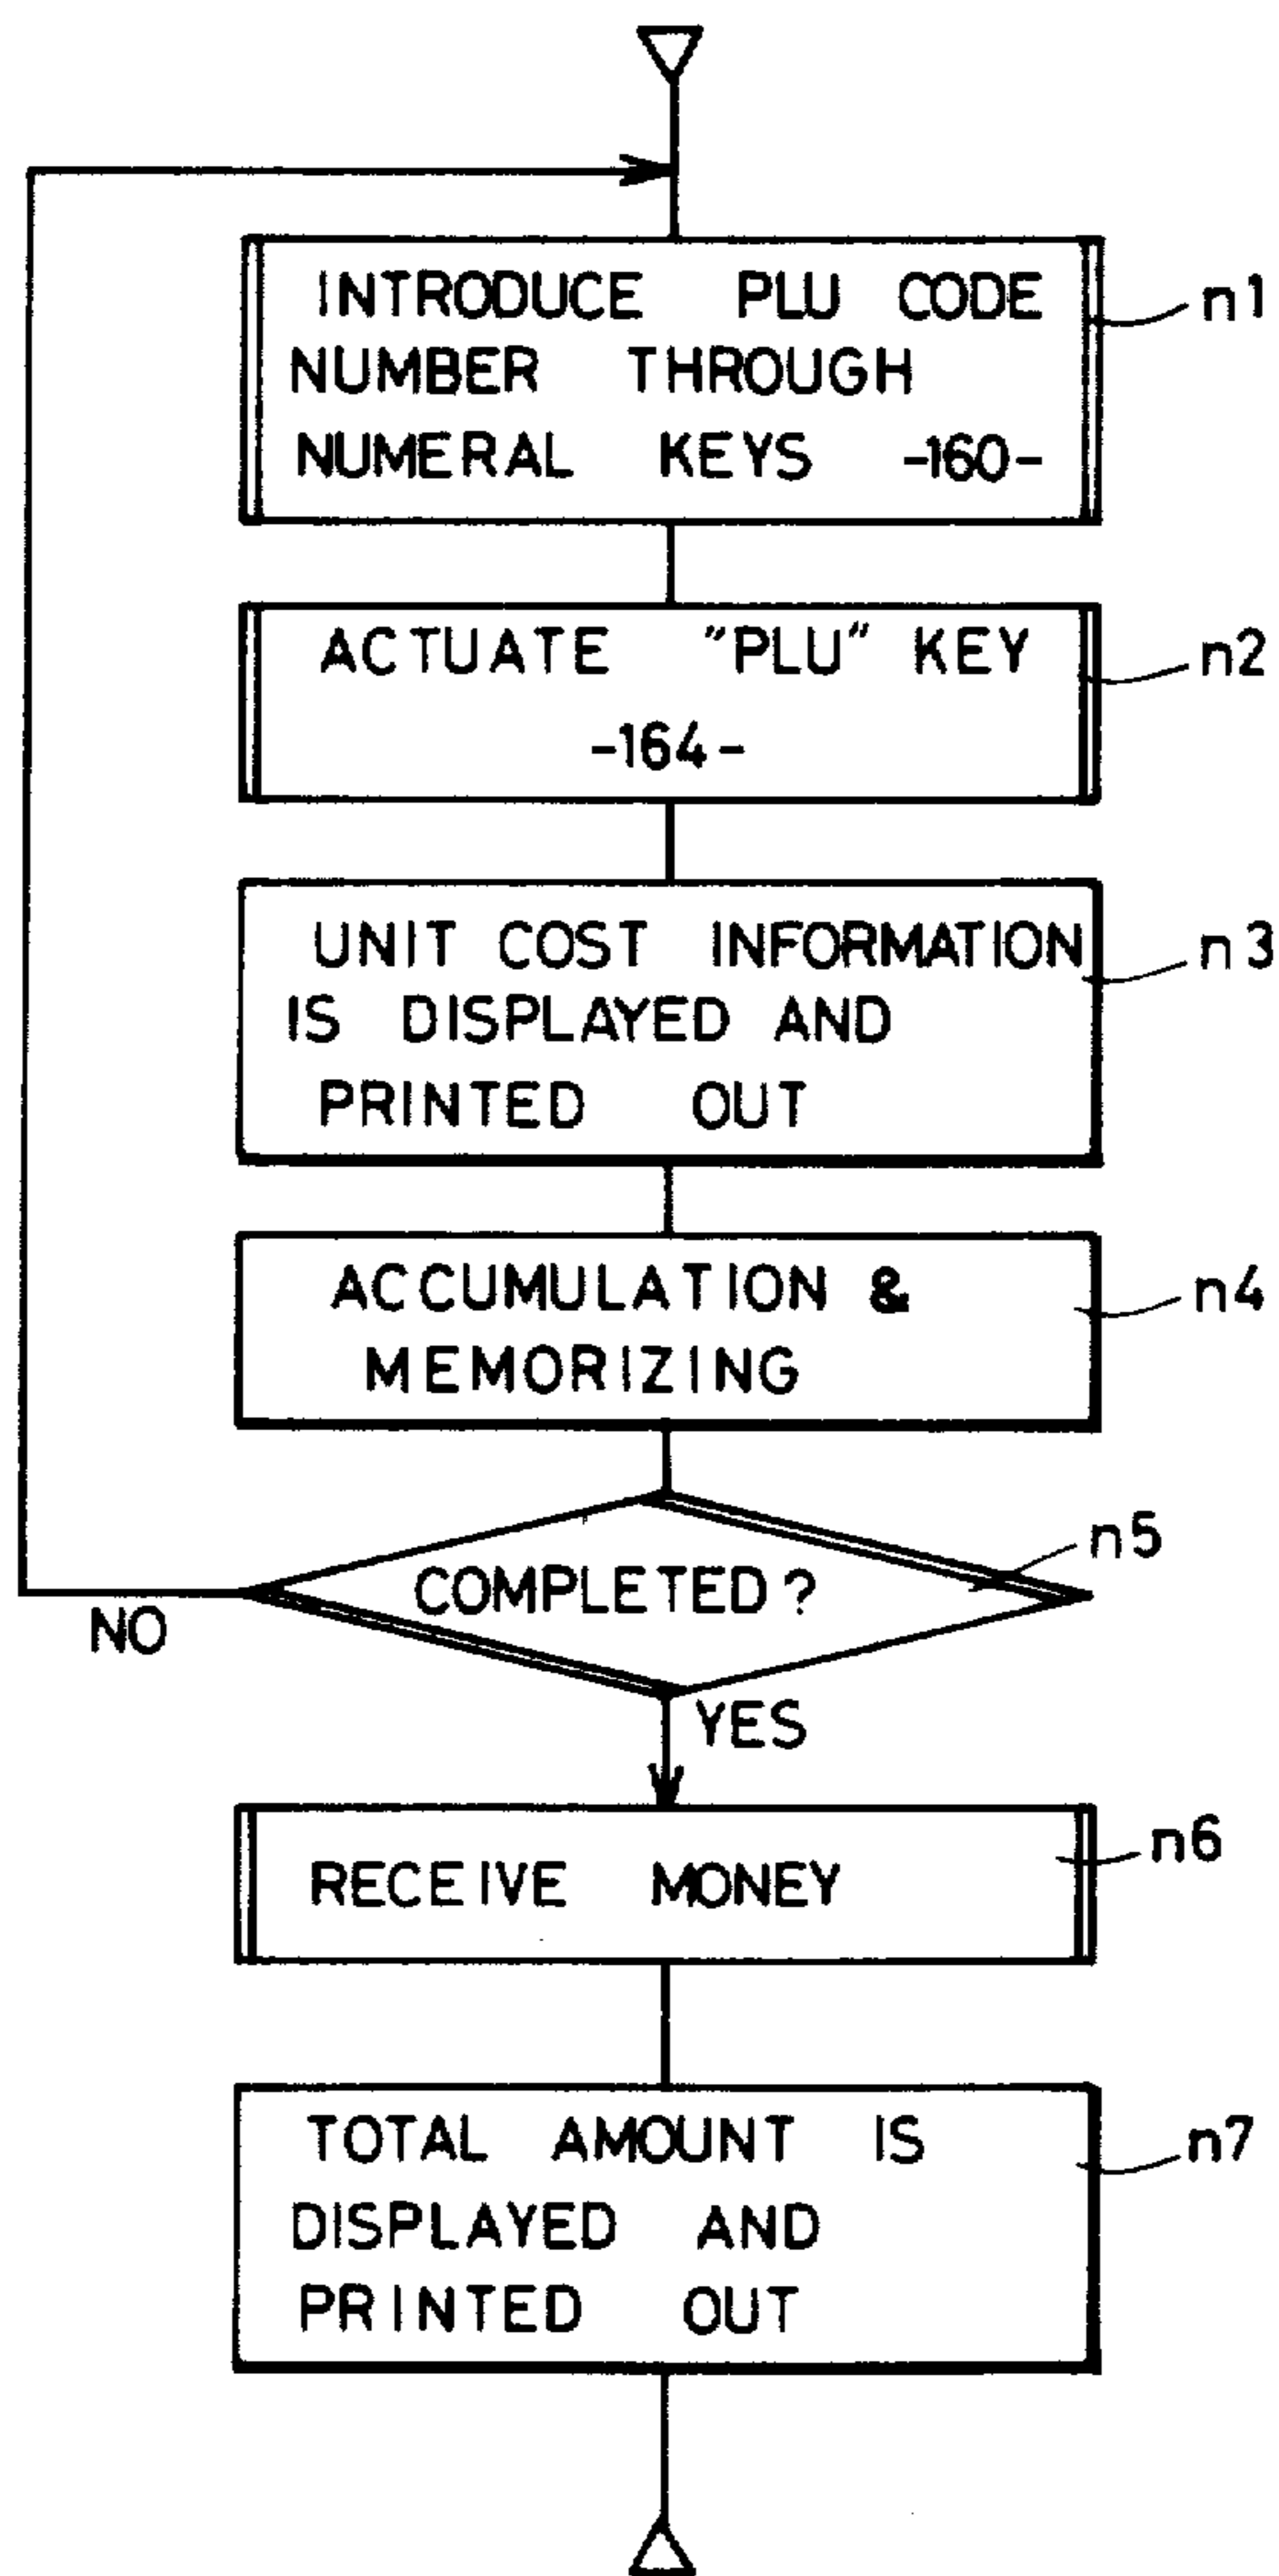 INTRODUCE PLU CODE
NUMBER THROUGH
NUMERAL KEYS -160-
n1
ACTUATE "PLU" KEY
-164-
n2
UNIT COST INFORMATION
IS DISPLAYED AND
PRINTED OUT
n3
ACCUMULATION &
MEMORIZING
n4
COMPLETED?
n5
NO
YES
RECEIVE MONEY
n6
TOTAL AMOUNT IS
DISPLAYED AND
PRINTED OUT
n7